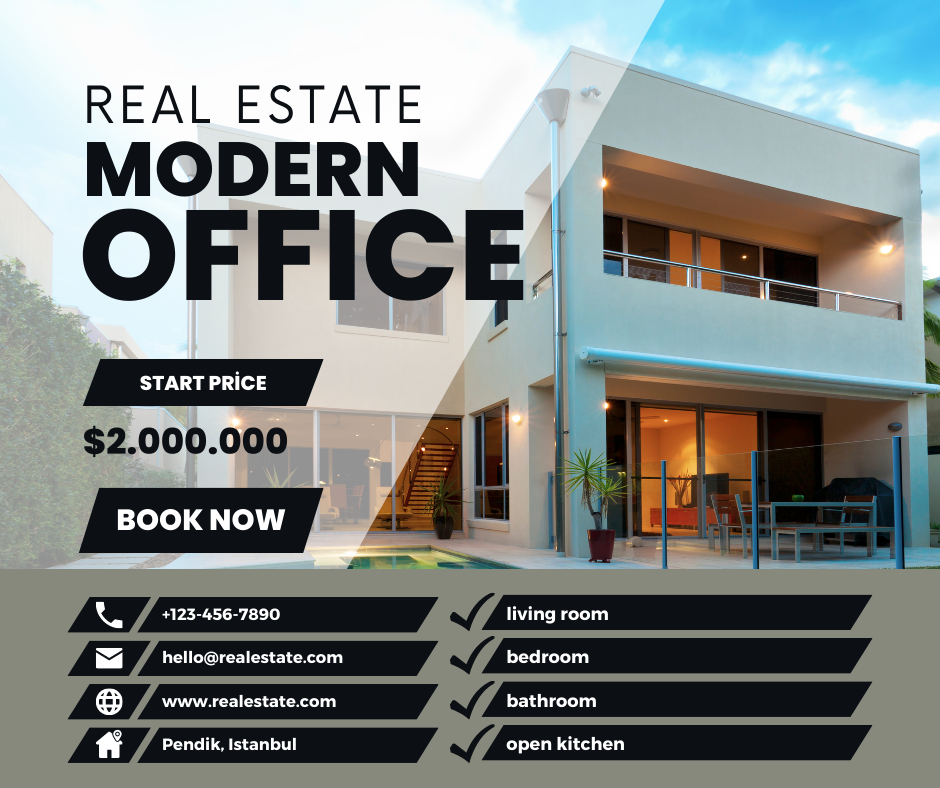 REAL ESTATE
MODERN
OFFICE
START PRİCE
$2.000.000
BOOK NOW
+123-456-7890
hello@realestate.com
www.realestate.com
Pendik, Istanbul
living room
bedroom
bathroom
open kitchen